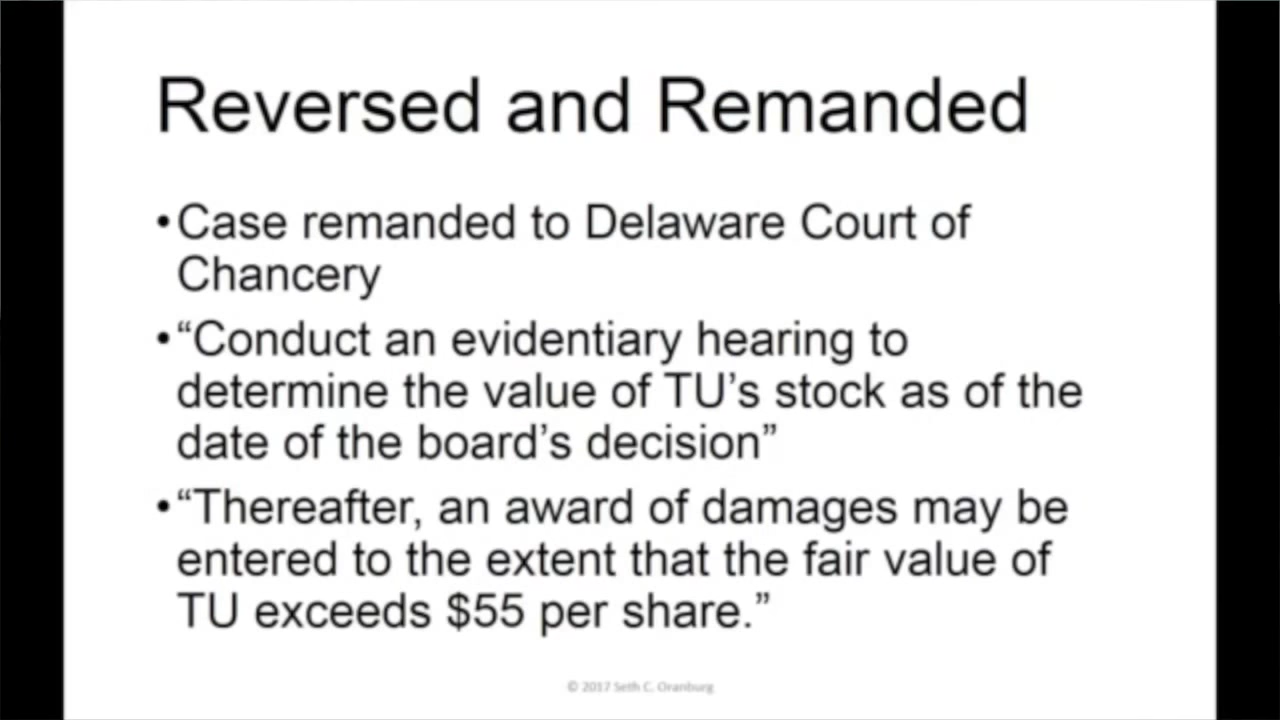 Reversed and Remanded
•Case remanded to Delaware Court of
Chancery
•“Conduct an evidentiary hearing to
determine the value of TU’s stock as of the
date of the board’s decision”
•“Thereafter, an award of damages may be
entered to the extent that the fair value of
TU exceeds $55 per share.”
© 2017 Seth C. Oranburg